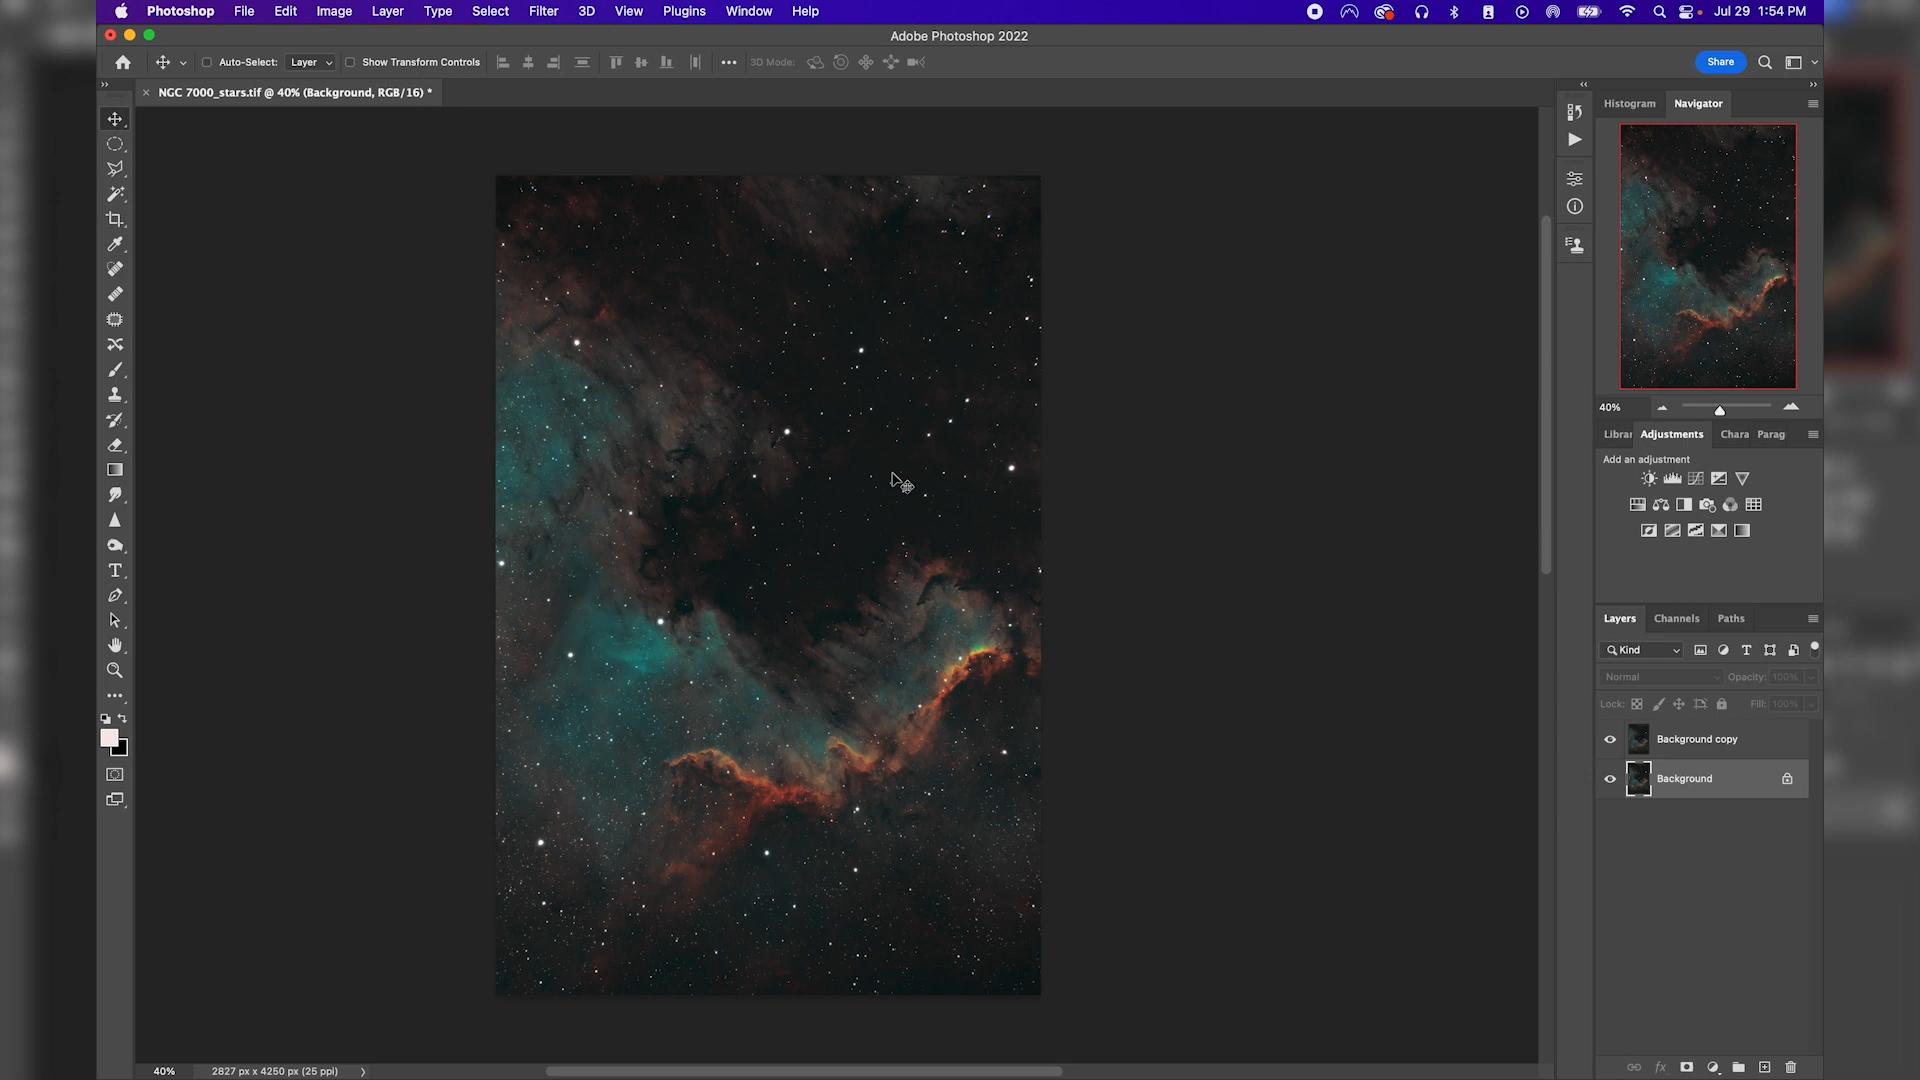 Photoshop File Edit Image Layer Type Select Filter 3D View Plugins Window Help Jul 29 1:54 PM
Adobe Photoshop 2022
Auto-Select: Layer Show Transform Controls 3D Mode: Share
NGC 7000_stars.tif @ 40% (Background, RGB/16) *
Histogram Navigator
40%
Librar Adjustments Chara Parag
Add an adjustment
Layers Channels Paths
Kind
Normal Opacity: 100%
Lock: Fill: 100%
Background copy
Background
40% 2827 px x 4250 px (25 ppi)